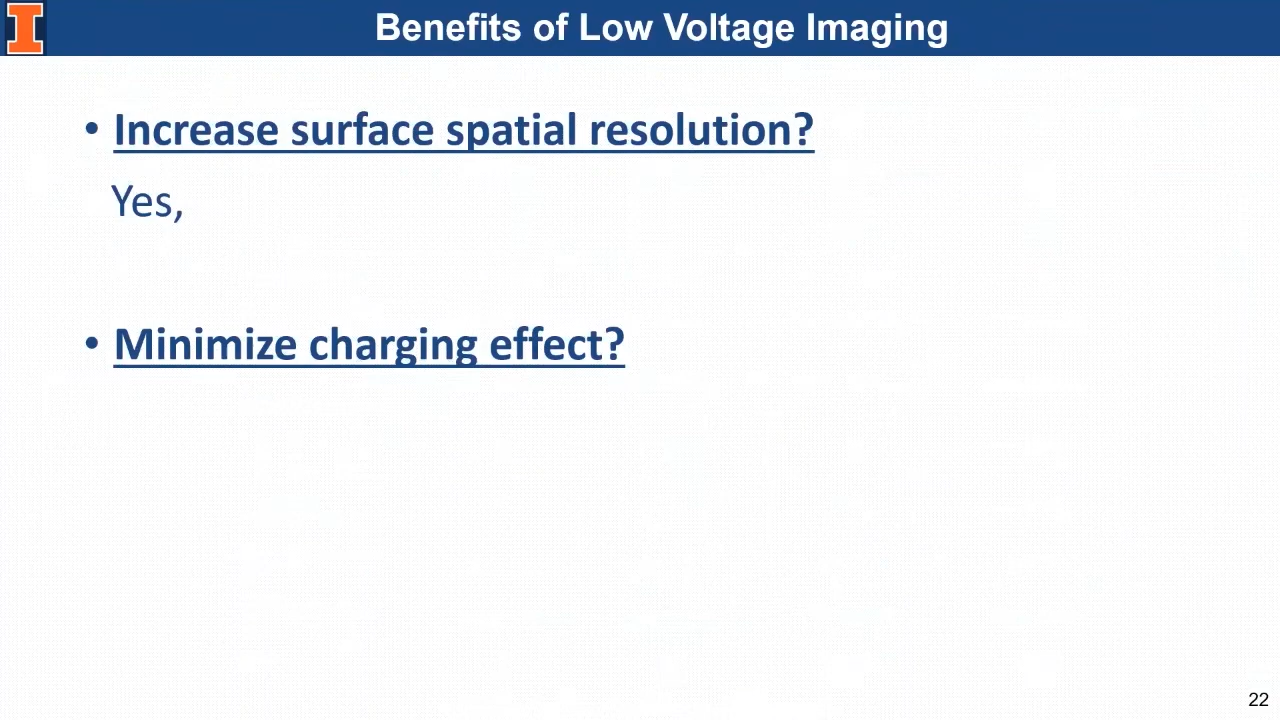 Benefits of Low Voltage Imaging
• Increase surface spatial resolution?
Yes,
• Minimize charging effect?
22